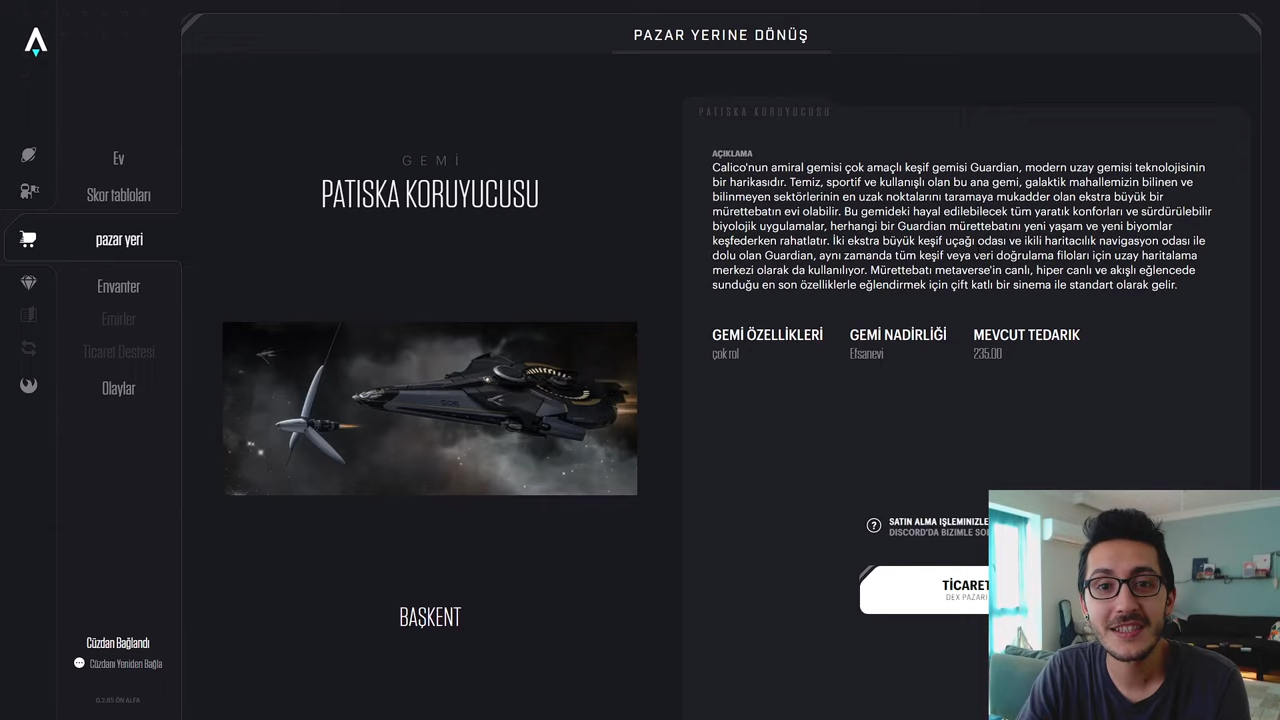 PAZAR YERINE DÖNÜŞ
Ev
Skor tabloları
pazar yeri
Envanter
Emirler
Ticaret Destesi
Olaylar
Cüzdan Bağlandı
Cüzdanı Yeniden Bağla
0.2.65 ÖN ALFA
GEMİ
PATISKA KORUYUCUSU
BAŞKENT
PATISKA KORUYUCUSU
AÇIKLAMA
Calico'nun amiral gemisi çok amaçlı keşif gemisi Guardian, modern uzay gemisi teknolojisinin
bir harikasıdır. Temiz, sportif ve kullanışlı olan bu ana gemi, galaktik mahallemizin bilinen ve
bilinmeyen sektörlerinin en uzak noktalarını taramaya mukadder olan ekstra büyük bir
mürettebatın evi olabilir. Bu gemideki hayal edilebilecek tüm yaratık konforları ve sürdürülebilir
biyolojik uygulamalar, herhangi bir Guardian mürettebatını yeni yaşam ve yeni biyomlar
keşfederken rahatlatır. İki ekstra büyük keşif uçağı odası ve ikili haritacılık navigasyon odası ile
dolu olan Guardian, aynı zamanda tüm keşif veya veri doğrulama filoları için uzay haritalama
merkezi olarak da kullanılıyor. Mürettebatı metaverse'in canlı, hiper canlı ve akışlı eğlencede
sunduğu en son özelliklerle eğlendirmek için çift katlı bir sinema ile standart olarak gelir.
GEMİ ÖZELLİKLERİ
çok rol
GEMİ NADİRLİĞİ
Efsanevi
MEVCUT TEDARIK
235.00
SATIN ALMA IŞLEMINIZLE
DISCORD'DA BIZIMLE
TİCARET
DEX PAZARI